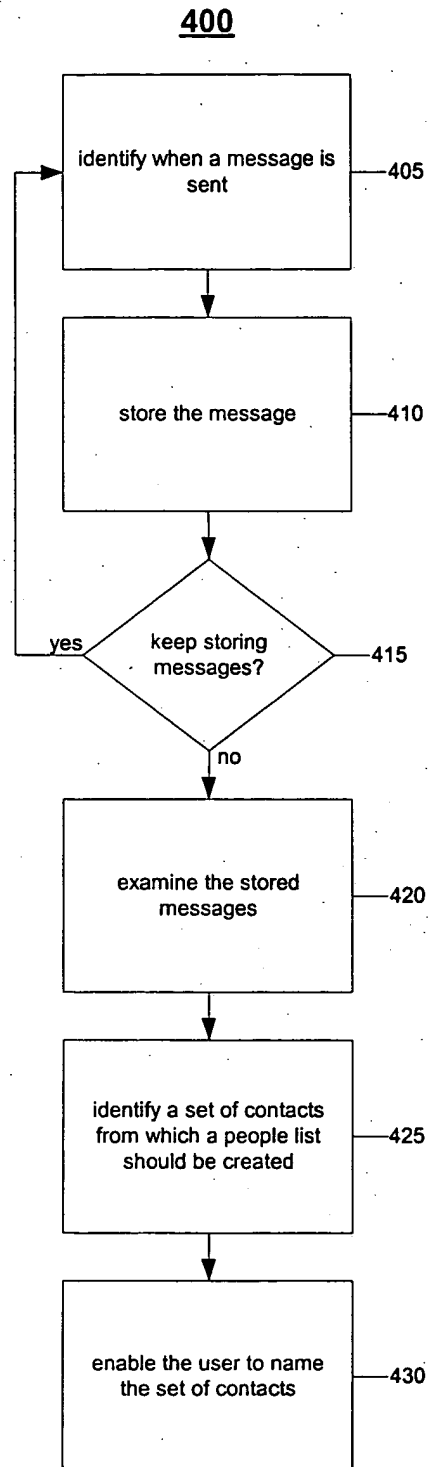 400
identify when a message is
sent
405
store the message
410
keep storing
messages?
415
yes
no
examine the stored
messages
420
identify a set of contacts
from which a people list
should be created
425
enable the user to name
the set of contacts
430